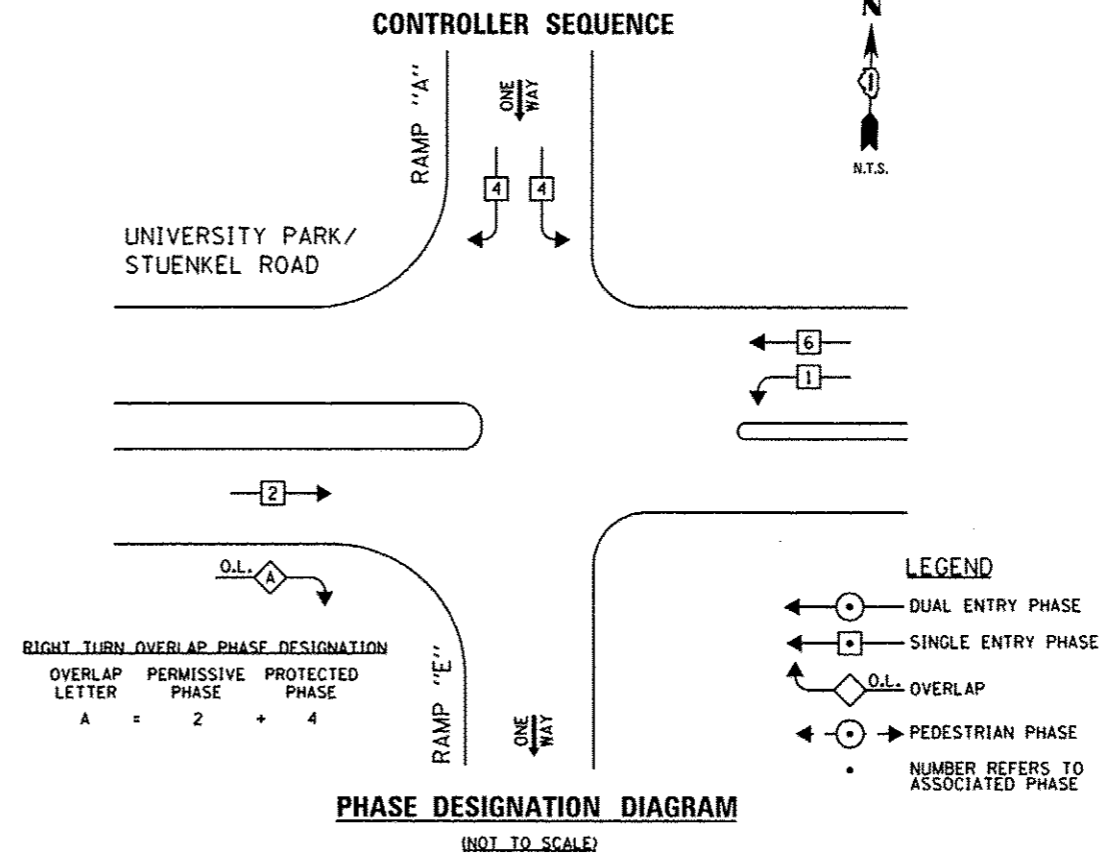 CONTROLLER SEQUENCE
N
N.T.S.
RAMP "A"
ONE
WAY
4 4
UNIVERSITY PARK/
STUENKEL ROAD
6
1
2
O.L. A
RIGHT TURN OVERLAP PHASE DESIGNATION
OVERLAP PERMISSIVE PROTECTED
LETTER PHASE PHASE
A = 2 + 4
RAMP "E"
ONE
WAY
LEGEND
DUAL ENTRY PHASE
SINGLE ENTRY PHASE
O.L. OVERLAP
PEDESTRIAN PHASE
NUMBER REFERS TO
ASSOCIATED PHASE
PHASE DESIGNATION DIAGRAM
(NOT TO SCALE)